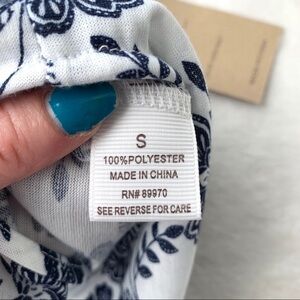 S
100%POLYESTER
MADE IN CHINA
RN# 89970
SEE REVERSE FOR CARE